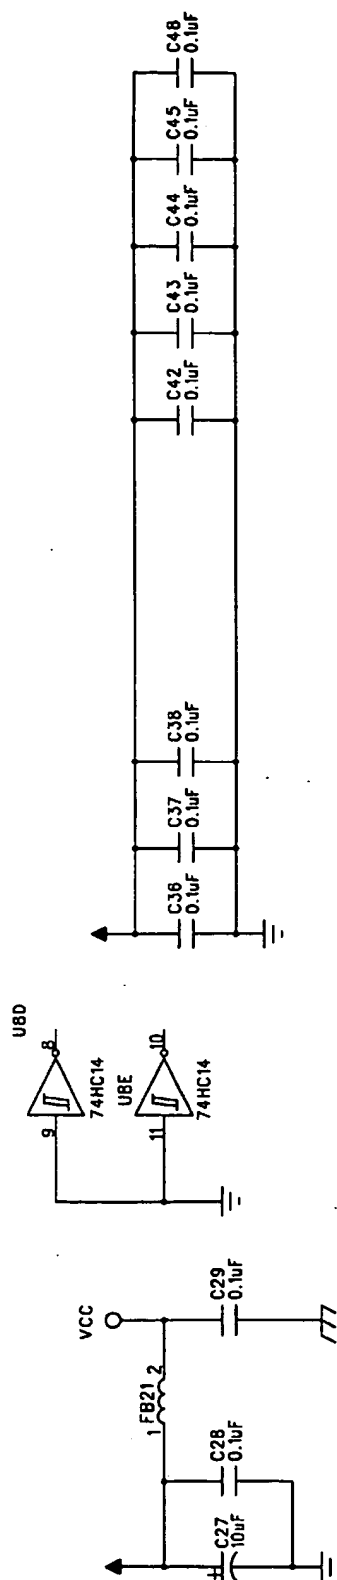 C48
0.1uF
C45
0.1uF
C44
0.1uF
C43
0.1uF
C42
0.1uF
C38
0.1uF
C37
0.1uF
C36
0.1uF
U8D
9
8
74HC14
U8E
11
10
74HC14
VCC
1 FB21 2
C29
0.1uF
C28
0.1uF
C27
10uF
+